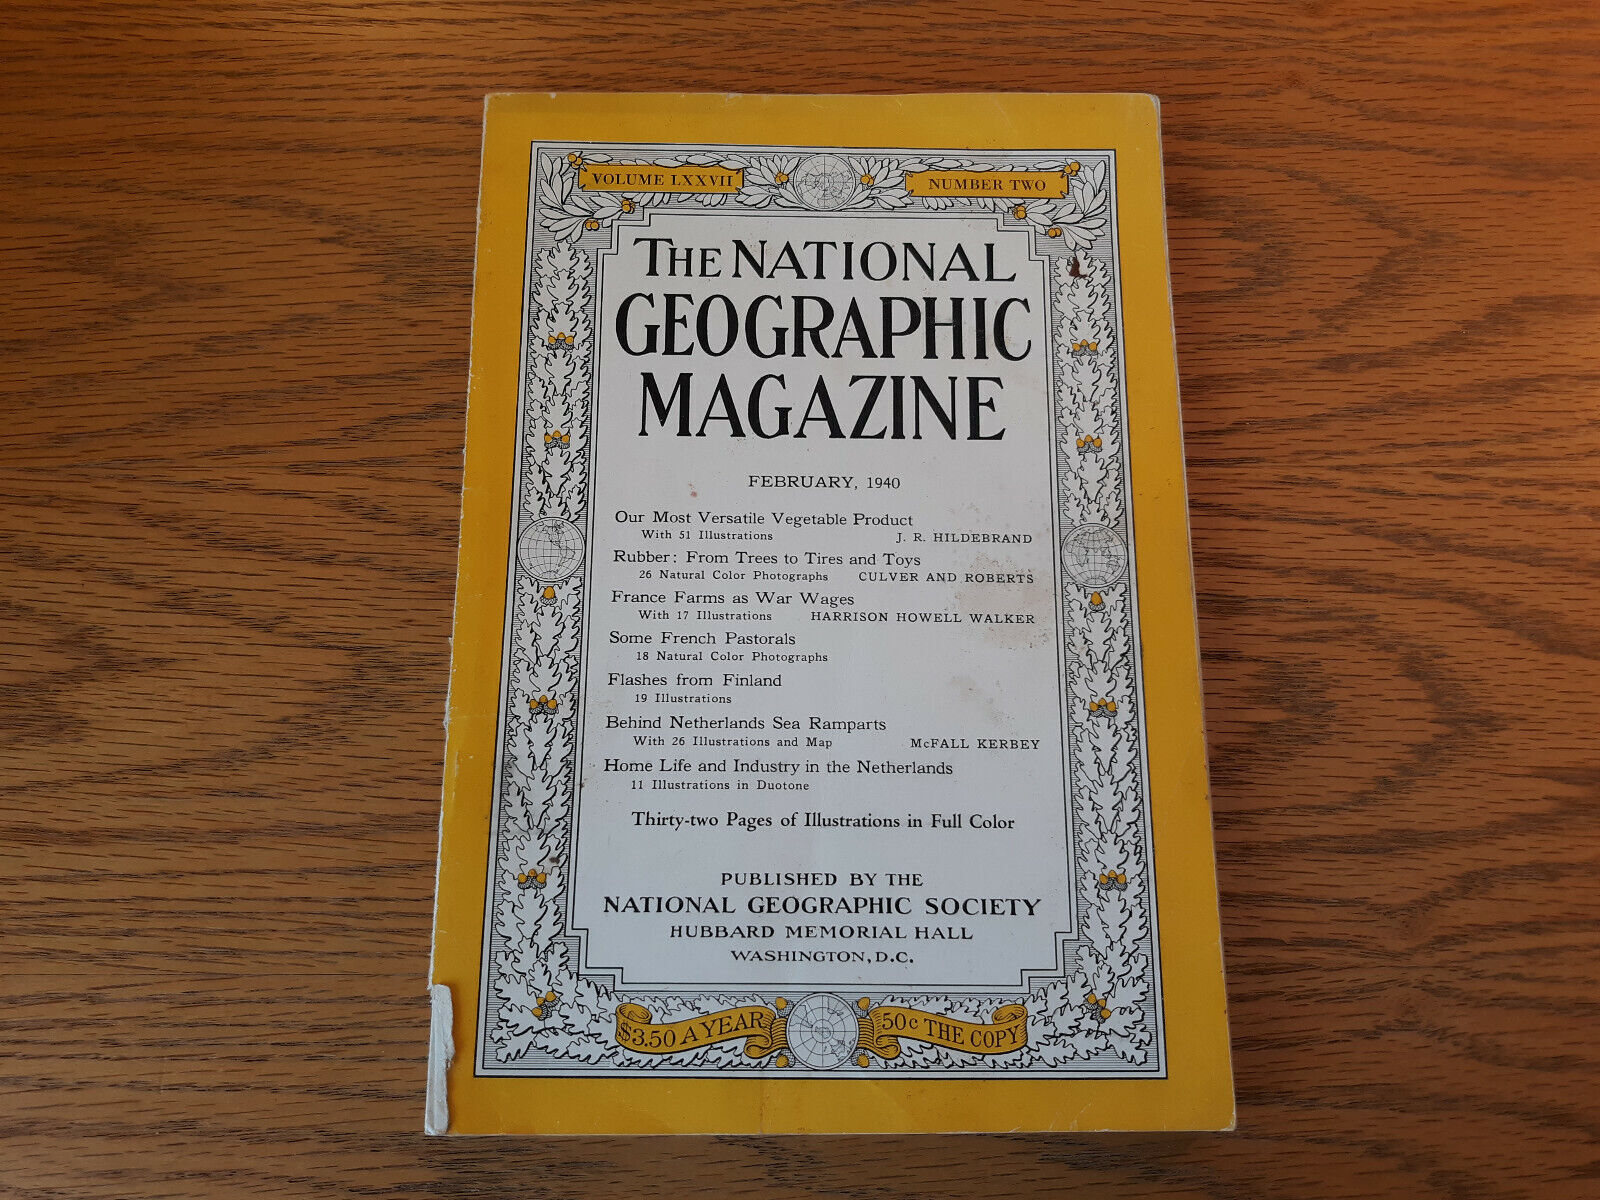 VOLUME LXXVII
NUMBER TWO
THE NATIONAL
GEOGRAPHIC
MAGAZINE
FEBRUARY, 1940
Our Most Versatile Vegetable Product
With 51 Illustrations J. R. HILDEBRAND
Rubber: From Trees to Tires and Toys
26 Natural Color Photographs CULVER AND ROBERTS
France Farms as War Wages
With 17 Illustrations HARRISON HOWELL WALKER
Some French Pastorals
18 Natural Color Photographs
Flashes from Finland
19 Illustrations
Behind Netherlands Sea Ramparts
With 26 Illustrations and Map McFALL KERBEY
Home Life and Industry in the Netherlands
11 Illustrations in Duotone
Thirty-two Pages of Illustrations in Full Color
PUBLISHED BY THE
NATIONAL GEOGRAPHIC SOCIETY
HUBBARD MEMORIAL HALL
WASHINGTON, D.C.
$3.50 A YEAR
50c THE COPY